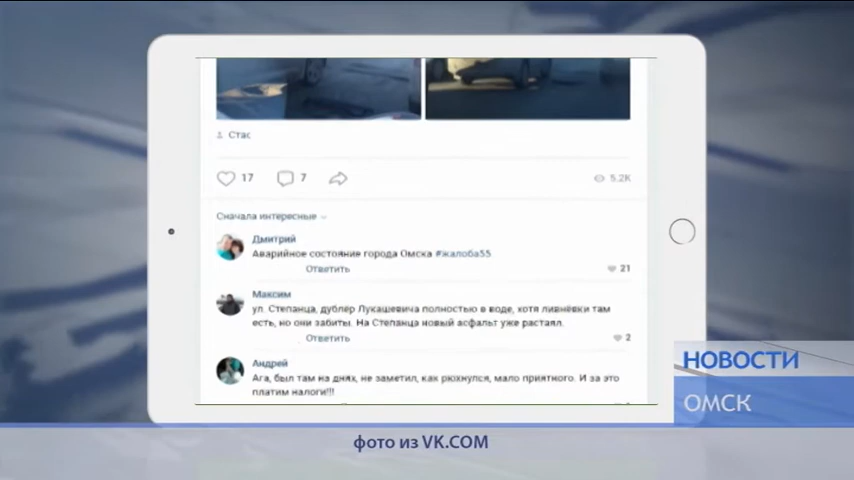 Стас
17
7
5.2K
Сначала интересные
Дмитрий
Аварийное состояние города Омска #жалоба55
Ответить
21
Максим
ул. Степанца, дублёр Лукашевича полностью в воде, хотя ливнёвки там
есть, но они забиты. На Степанца новый асфальт уже растаял.
Ответить
2
Андрей
Ага, был там на днях, не заметил, как рюхнулся, мало приятного. И за это
платим налоги!!!
НОВОСТИ
ОМСК
фото из VK.COM